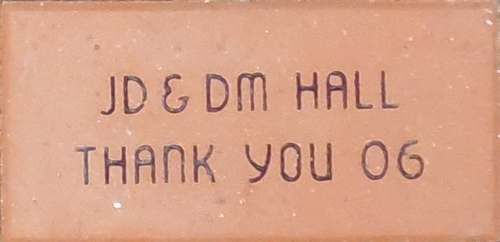 JD & DM HALL
THANK YOU 06